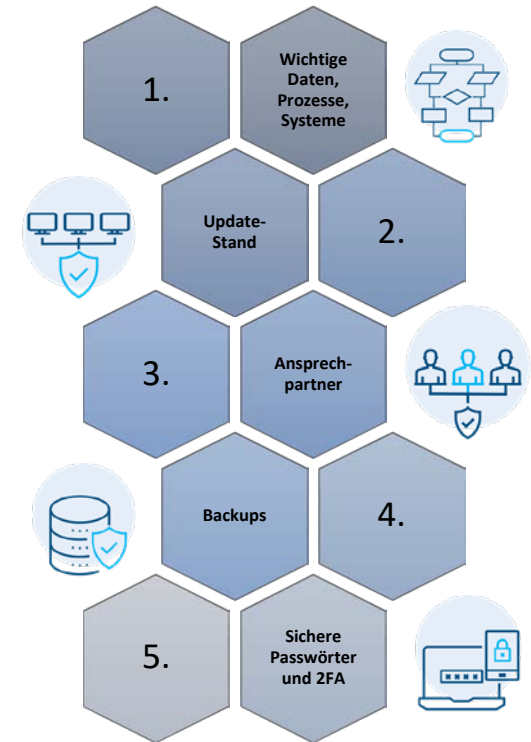 1.
Wichtige
Daten,
Prozesse,
Systeme
Update-
Stand
2.
3.
Ansprech-
partner
Backups
4.
5.
Sichere
Passwörter
und 2FA